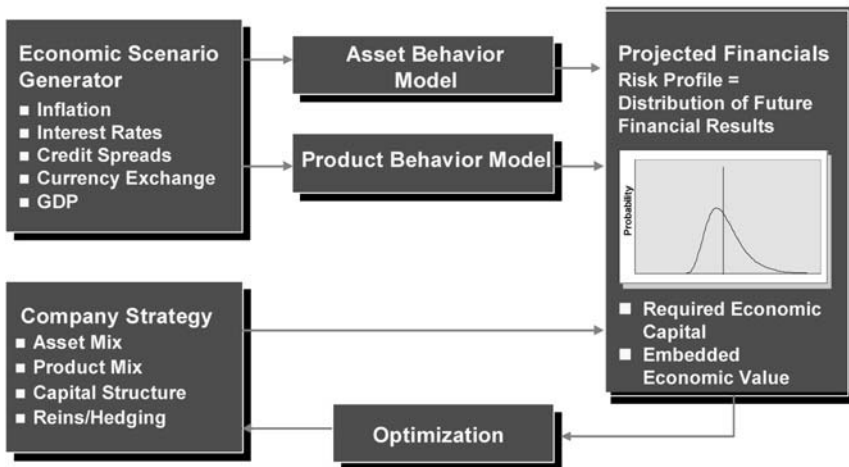 Economic Scenario
Generator
■ Inflation
■ Interest Rates
■ Credit Spreads
■ Currency Exchange
■ GDP
Asset Behavior
Model
Product Behavior Model
Projected Financials
Risk Profile =
Distribution of Future
Financial Results
Probability
■ Required Economic
Capital
■ Embedded
Economic Value
Company Strategy
■ Asset Mix
■ Product Mix
■ Capital Structure
■ Reins/Hedging
Optimization